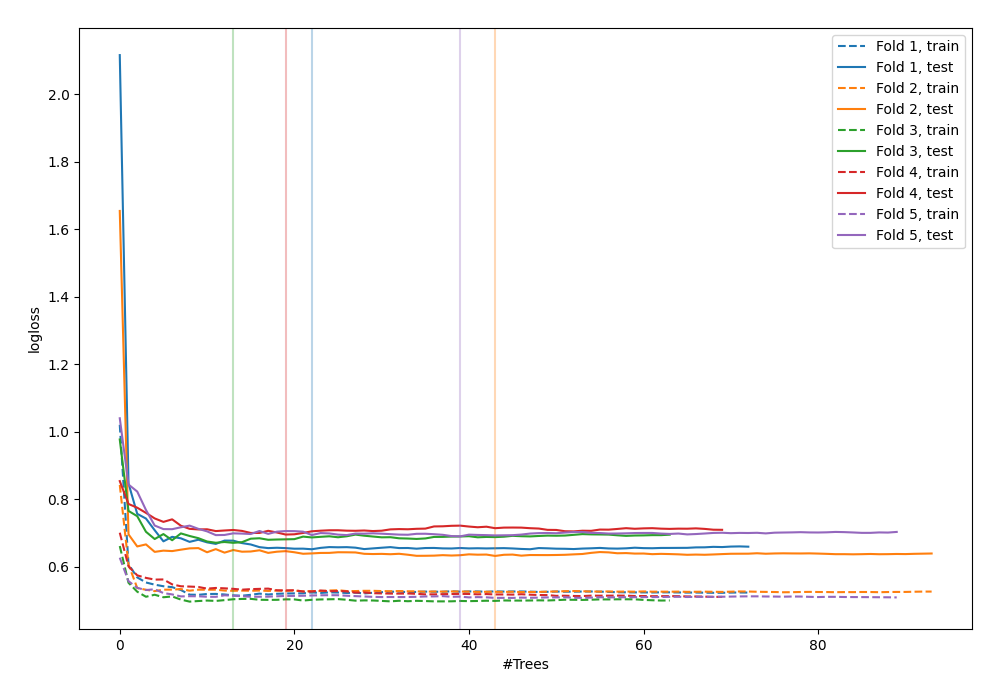 Fold 1, train
Fold 1, test
Fold 2, train
Fold 2, test
Fold 3, train
Fold 3, test
Fold 4, train
Fold 4, test
Fold 5, train
Fold 5, test
2.0
1.8
1.6
1.4
1.2
1.0
0.8
0.6
logloss
0 20 40 60 80
#Trees